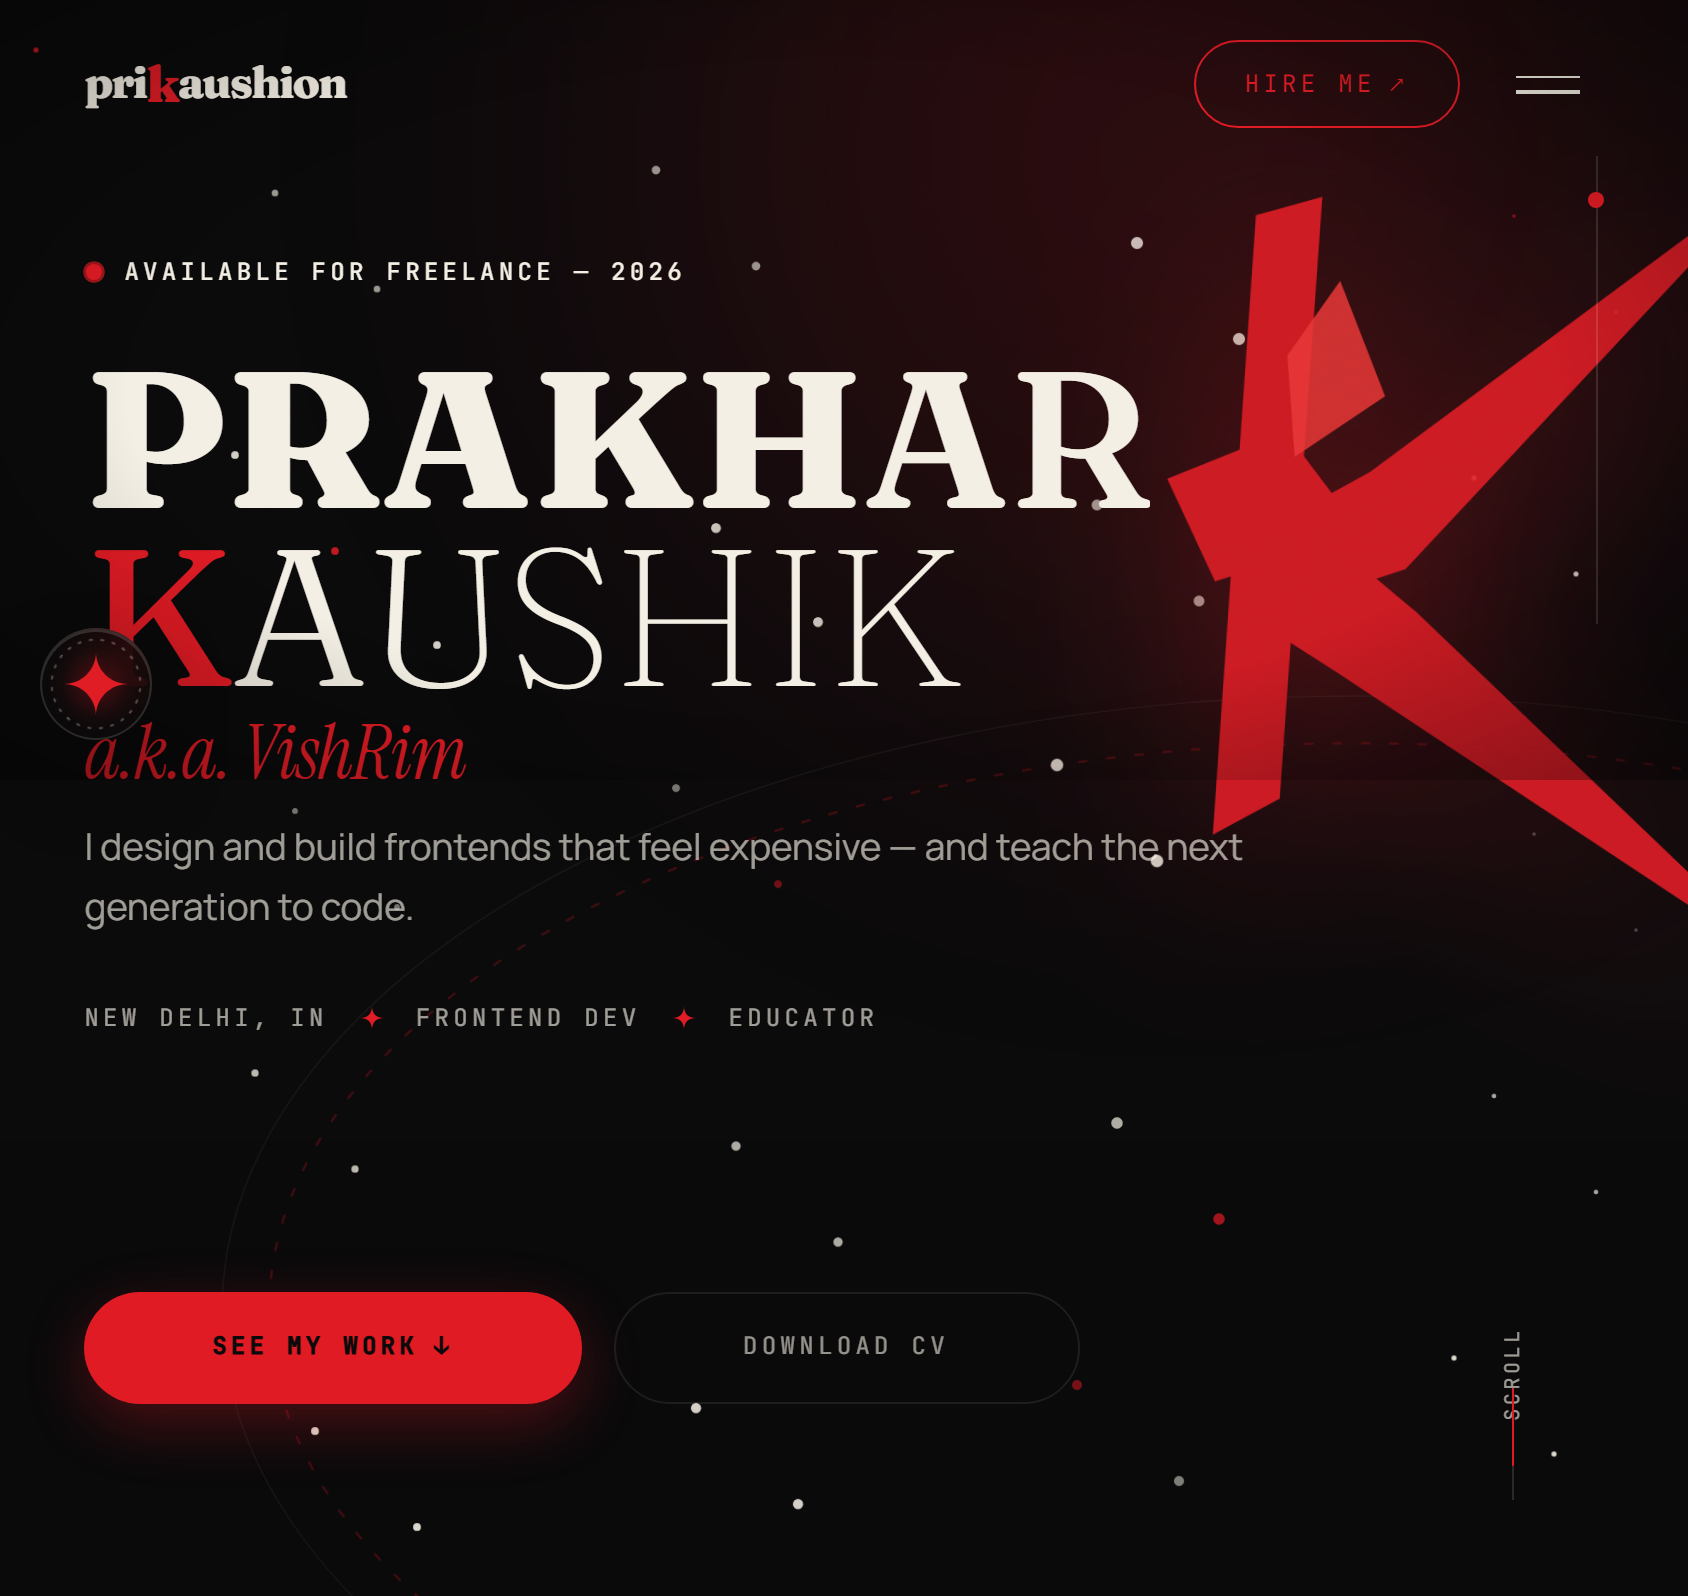 prikaushion
HIRE ME ↗
AVAILABLE FOR FREELANCE — 2026
PRAKHAR
KAUSHIK
a.k.a. VishRim
I design and build frontends that feel expensive — and teach the next
generation to code.
NEW DELHI, IN ✦ FRONTEND DEV ✦ EDUCATOR
SEE MY WORK ↓
DOWNLOAD CV
SCROLL